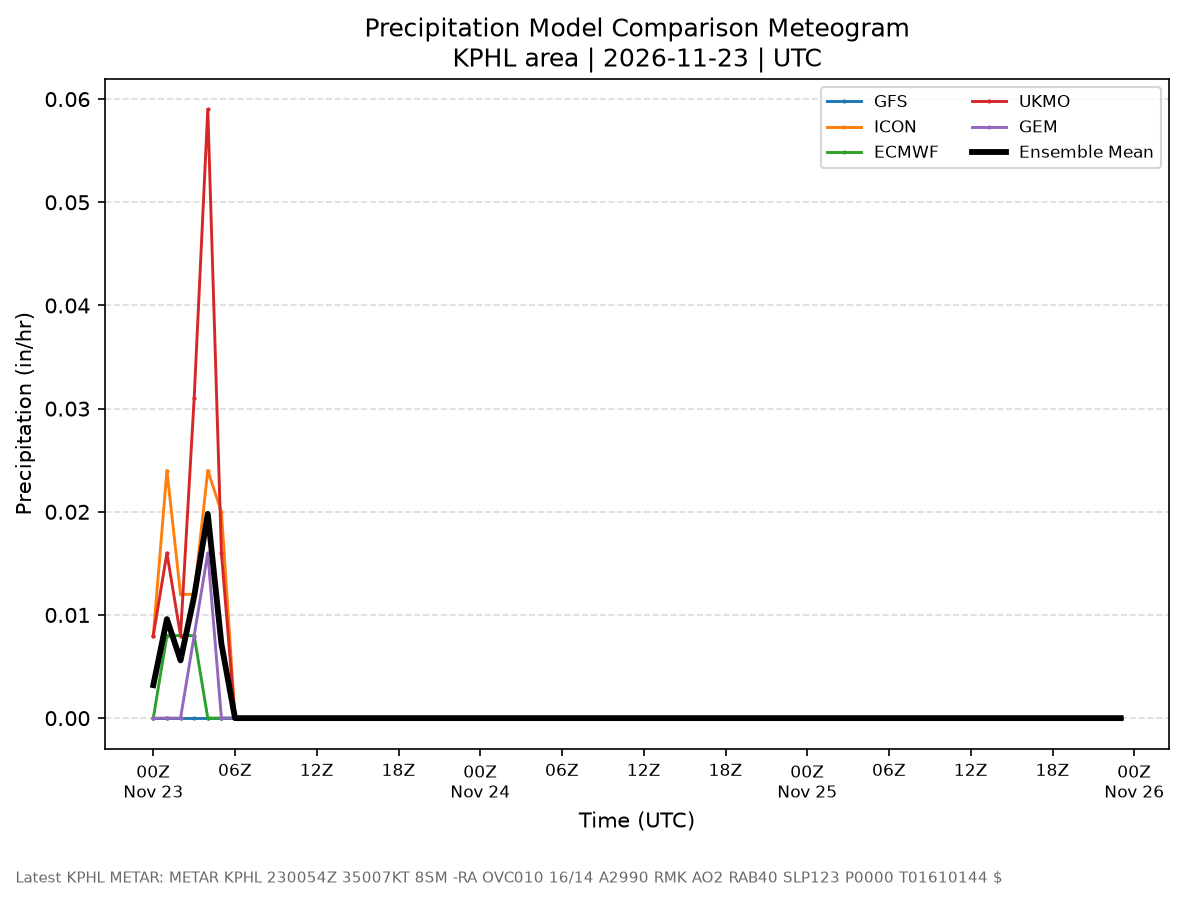 Precipitation Model Comparison Meteogram
KPHL area | 2026-11-23 | UTC
GFS
ICON
ECMWF
UKMO
GEM
Ensemble Mean
Precipitation (in/hr)
0.06
0.05
0.04
0.03
0.02
0.01
0.00
00Z 06Z 12Z 18Z 00Z 06Z 12Z 18Z 00Z 06Z 12Z 18Z 00Z
Nov 23 Nov 24 Nov 25 Nov 26
Time (UTC)
Latest KPHL METAR: METAR KPHL 230054Z 35007KT 8SM -RA OVC010 16/14 A2990 RMK AO2 RAB40 SLP123 P0000 T01610144 $